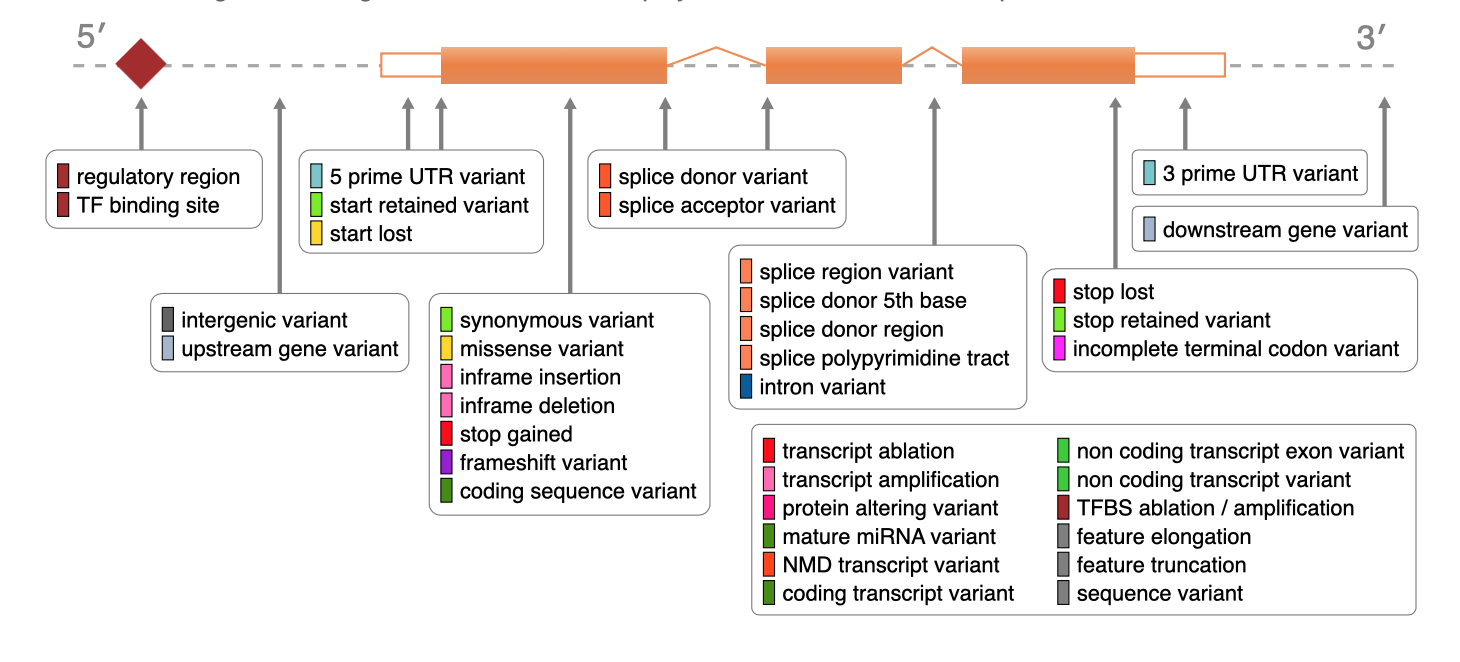 5′
3′
regulatory region
TF binding site
5 prime UTR variant
start retained variant
start lost
splice donor variant
splice acceptor variant
3 prime UTR variant
downstream gene variant
intergenic variant
upstream gene variant
synonymous variant
missense variant
inframe insertion
inframe deletion
stop gained
frameshift variant
coding sequence variant
splice region variant
splice donor 5th base
splice donor region
splice polypyrimidine tract
intron variant
stop lost
stop retained variant
incomplete terminal codon variant
transcript ablation
transcript amplification
protein altering variant
mature miRNA variant
NMD transcript variant
coding transcript variant
non coding transcript exon variant
non coding transcript variant
TFBS ablation / amplification
feature elongation
feature truncation
sequence variant